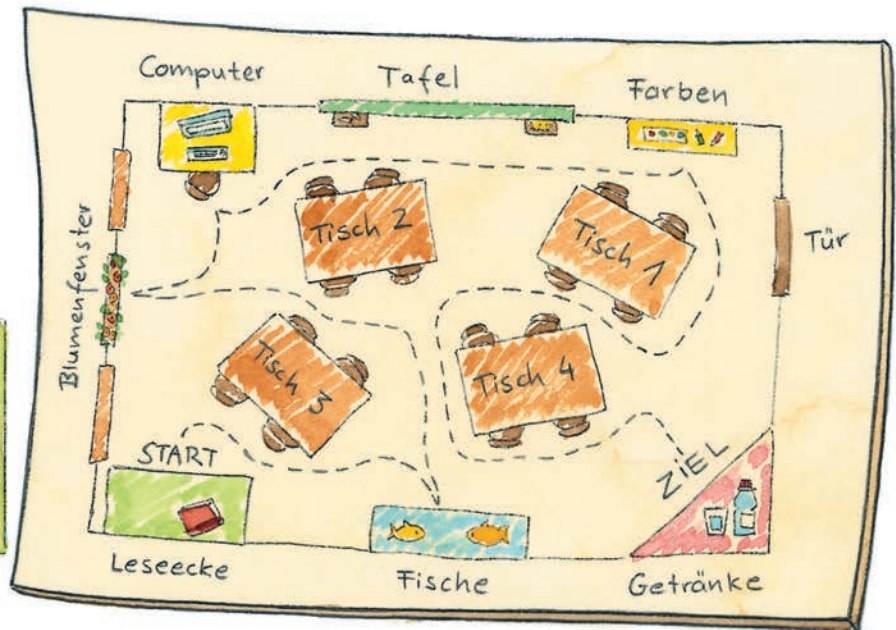 Computer
Tafel
Farben
Blumenfenster
Tisch 2
Tisch 1
Tür
Tisch 3
Tisch 4
START
ZIEL
Leseecke
Fische
Getränke